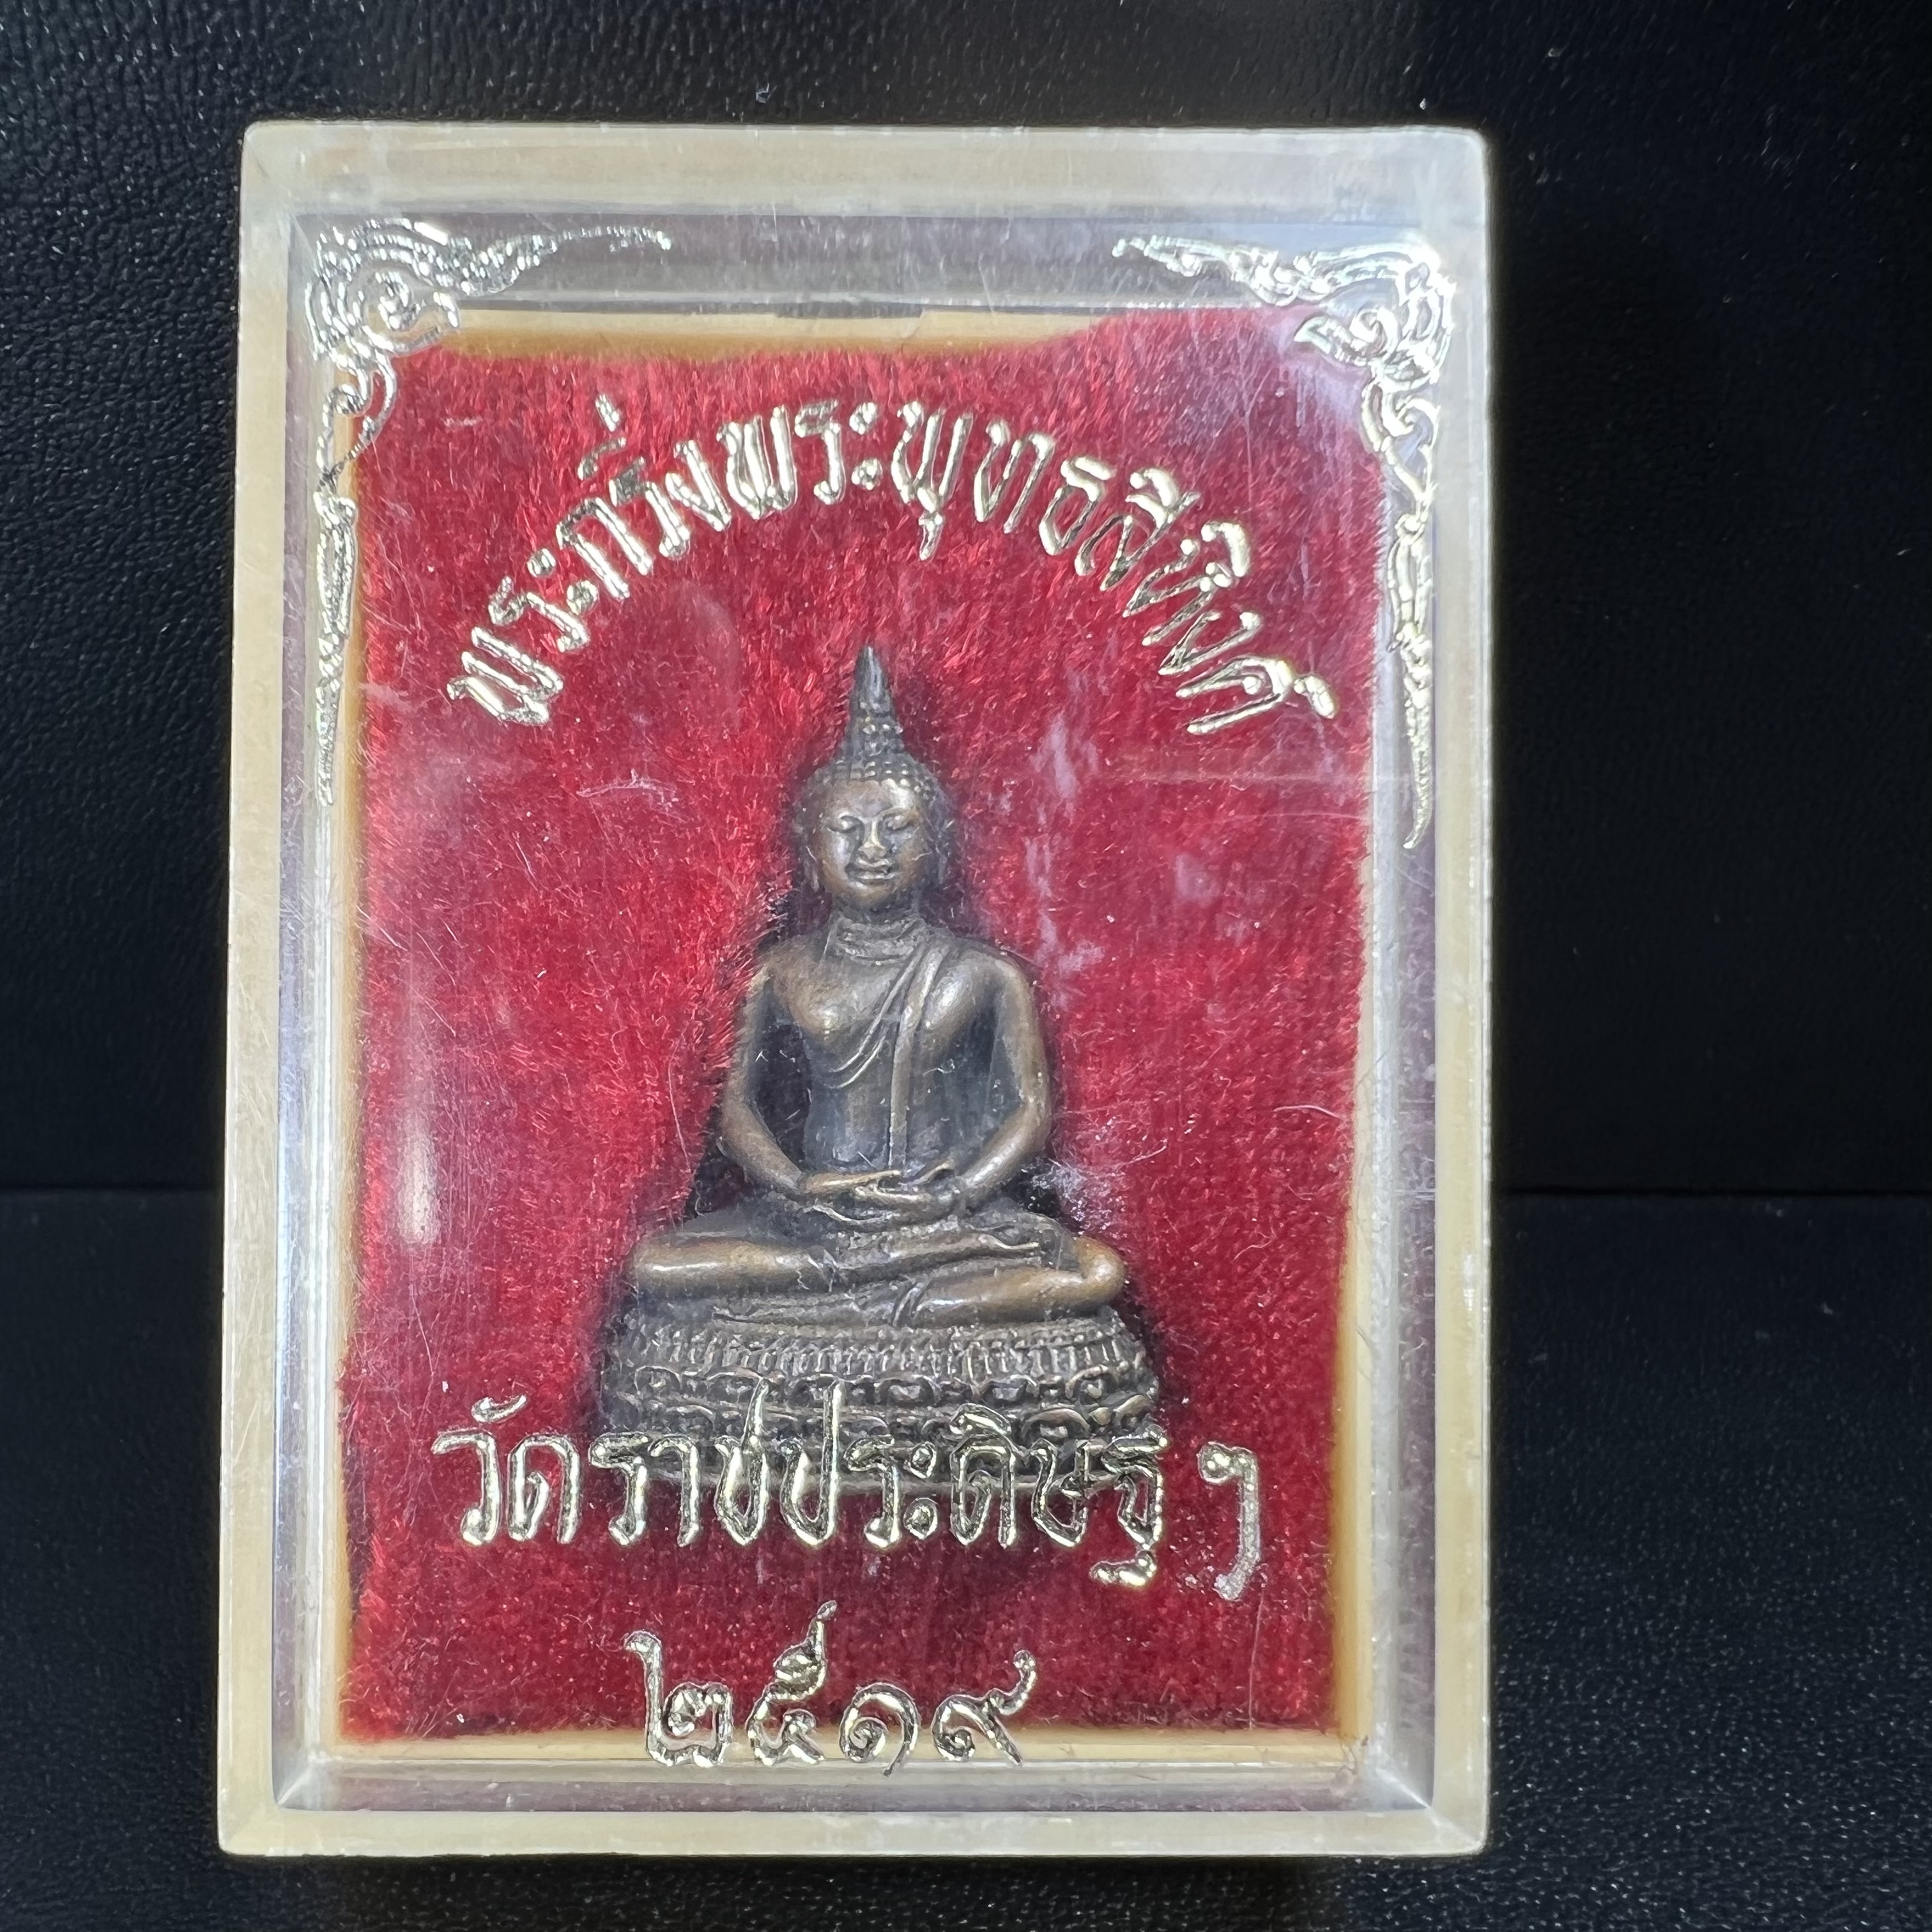 พระกริ่งพระพุทธสิหิงค์
วัดราชประดิษฐ์ ฯ
๒๕๑๙